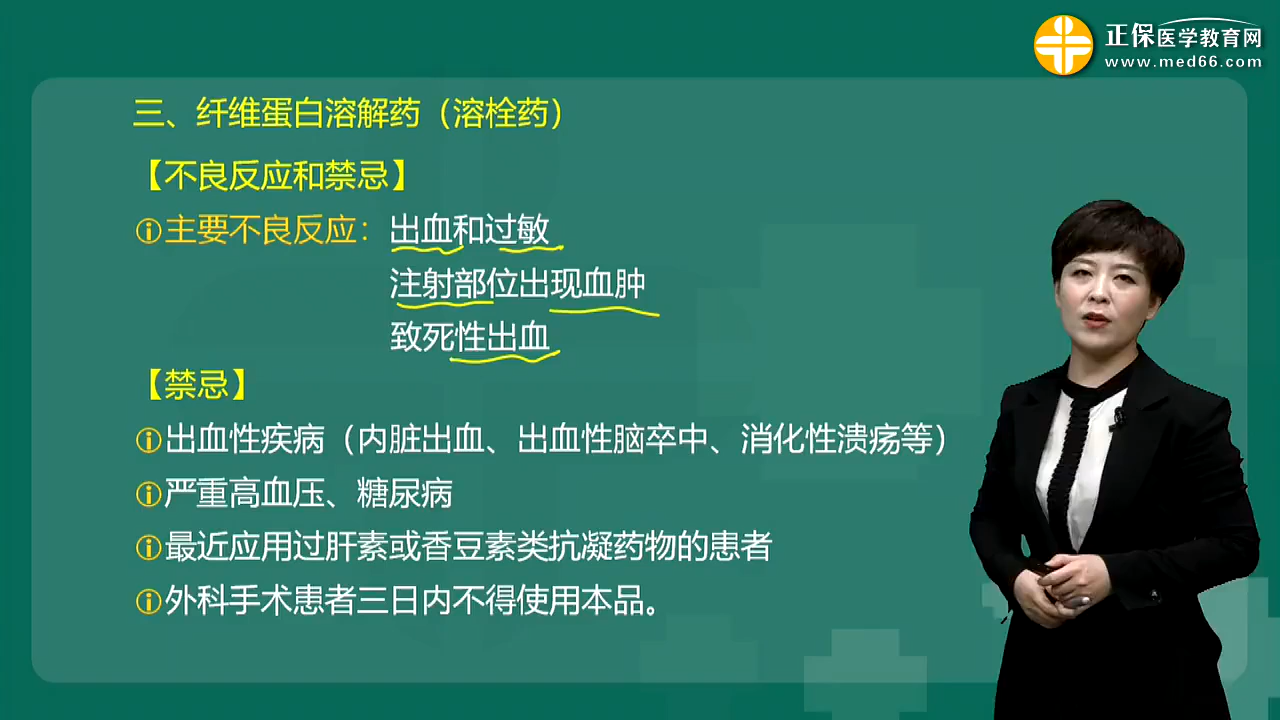 正保医学教育网
www.med66.com
三、纤维蛋白溶解药（溶栓药）
【不良反应和禁忌】
主要不良反应：出血和过敏
注射部位出现血肿
致死性出血
【禁忌】
出血性疾病（内脏出血、出血性脑卒中、消化性溃疡等）
严重高血压、糖尿病
最近应用过肝素或香豆素类抗凝药物的患者
外科手术患者三日内不得使用本品。